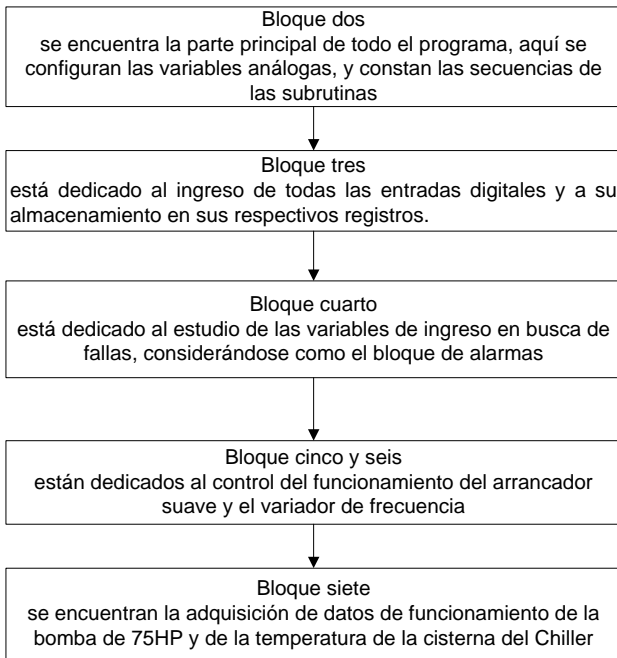 Bloque dos
se encuentra la parte principal de todo el programa, aquí se
configuran las variables análogas, y constan las secuencias de
las subrutinas
Bloque tres
está dedicado al ingreso de todas las entradas digitales y a su
almacenamiento en sus respectivos registros.
Bloque cuarto
está dedicado al estudio de las variables de ingreso en busca de
fallas, considerándose como el bloque de alarmas
Bloque cinco y seis
están dedicados al control del funcionamiento del arrancador
suave y el variador de frecuencia
Bloque siete
se encuentran la adquisición de datos de funcionamiento de la
bomba de 75HP y de la temperatura de la cisterna del Chiller